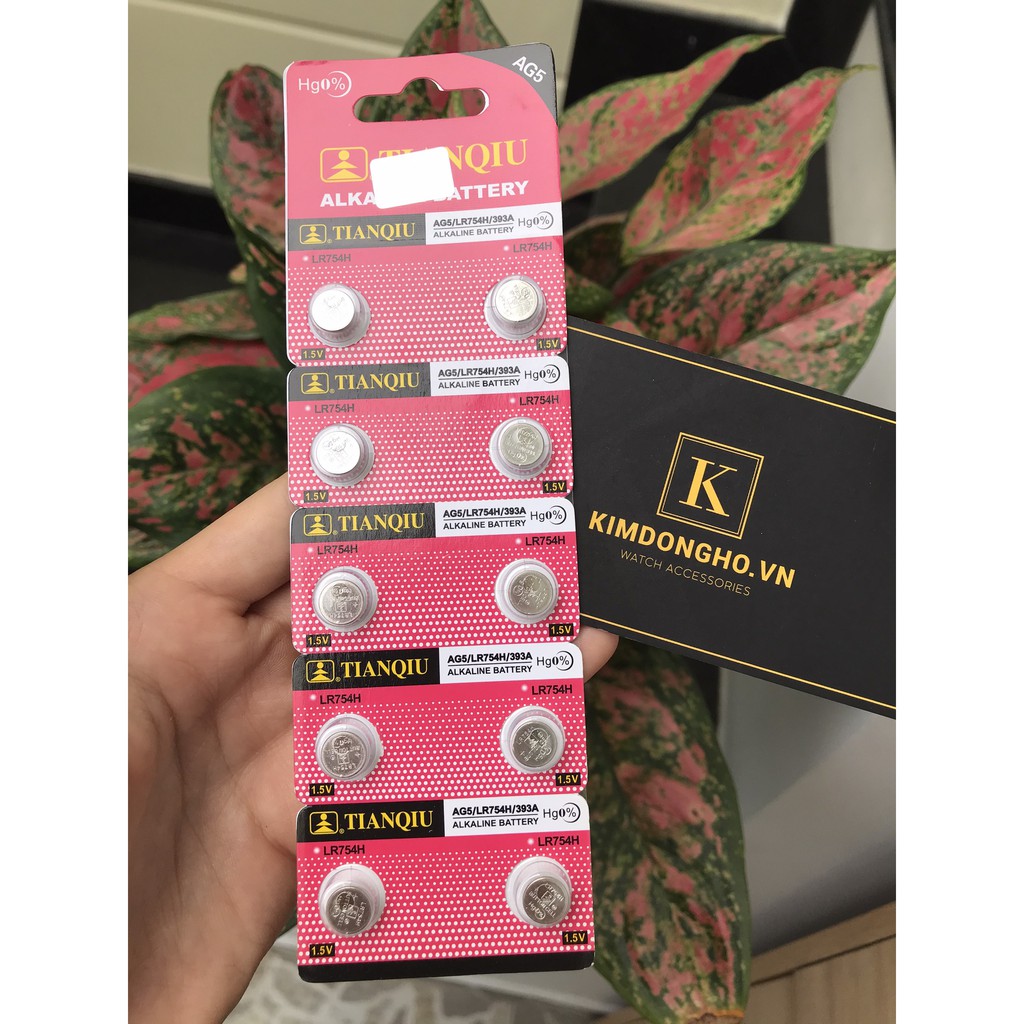 Hg0%
AG5
TIANQIU
ALKA BATTERY
TIANQIU
AG5/LR754H/393A
ALKALINE BATTERY
Hg0%
LR754H
LR754H
1.5V
1.5V
TIANQIU
AG5/LR754H/393A
ALKALINE BATTERY
Hg0%
LR754H
LR754H
1.5V
1.5V
TIANQIU
AG5/LR754H/393A
ALKALINE BATTERY
Hg0%
LR754H
LR754H
1.5V
1.5V
TIANQIU
AG5/LR754H/393A
ALKALINE BATTERY
Hg0%
LR754H
LR754H
1.5V
1.5V
TIANQIU
AG5/LR754H/393A
ALKALINE BATTERY
Hg0%
LR754H
LR754H
1.5V
1.5V
K
KIMDONGHO.VN
WATCH ACCESSORIES